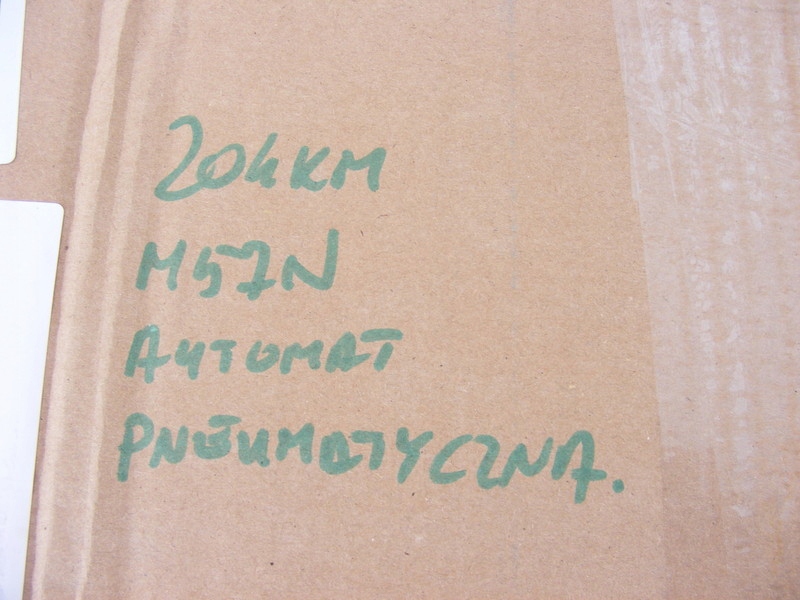 204KM
M57N
AUTOMAT
PNEUMATYCZNA.